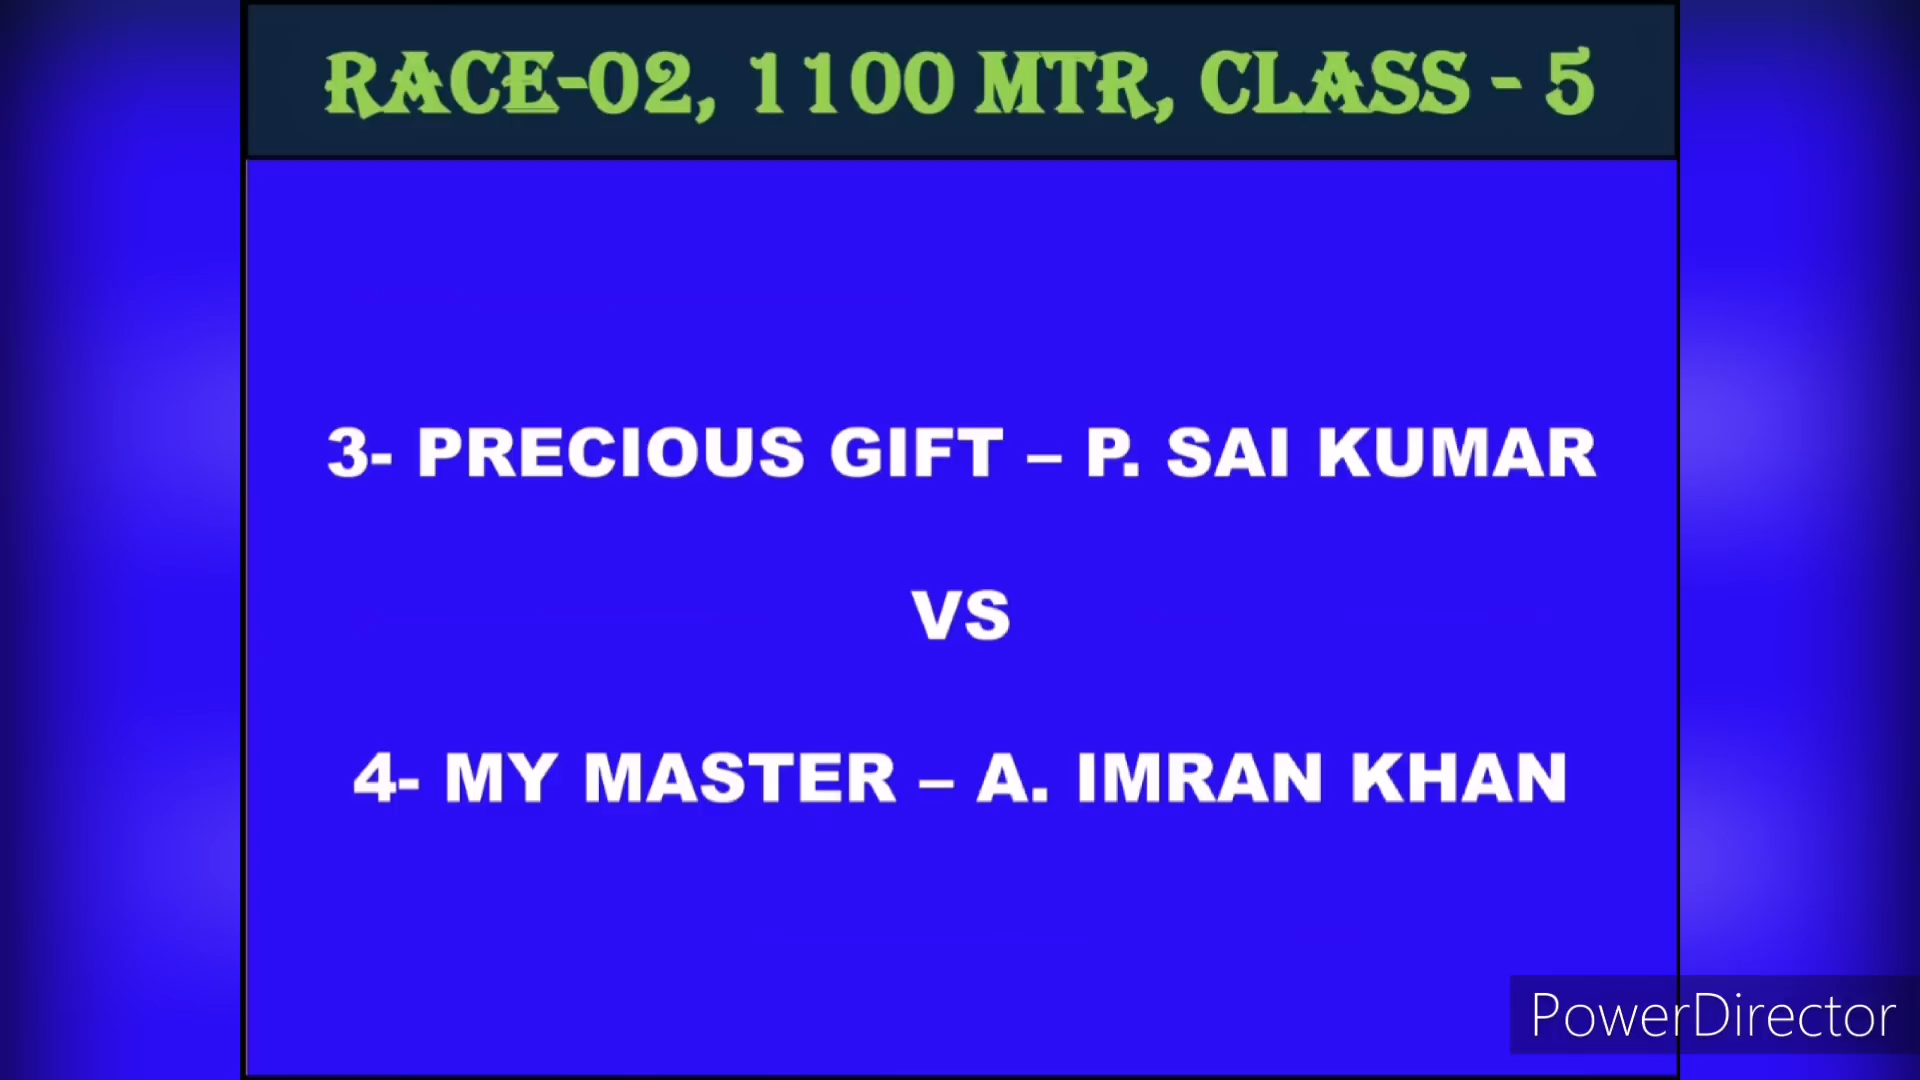 RACE-02, 1100 MTR, CLASS - 5
3- PRECIOUS GIFT – P. SAI KUMAR
VS
4- MY MASTER – A. IMRAN KHAN
PowerDirector